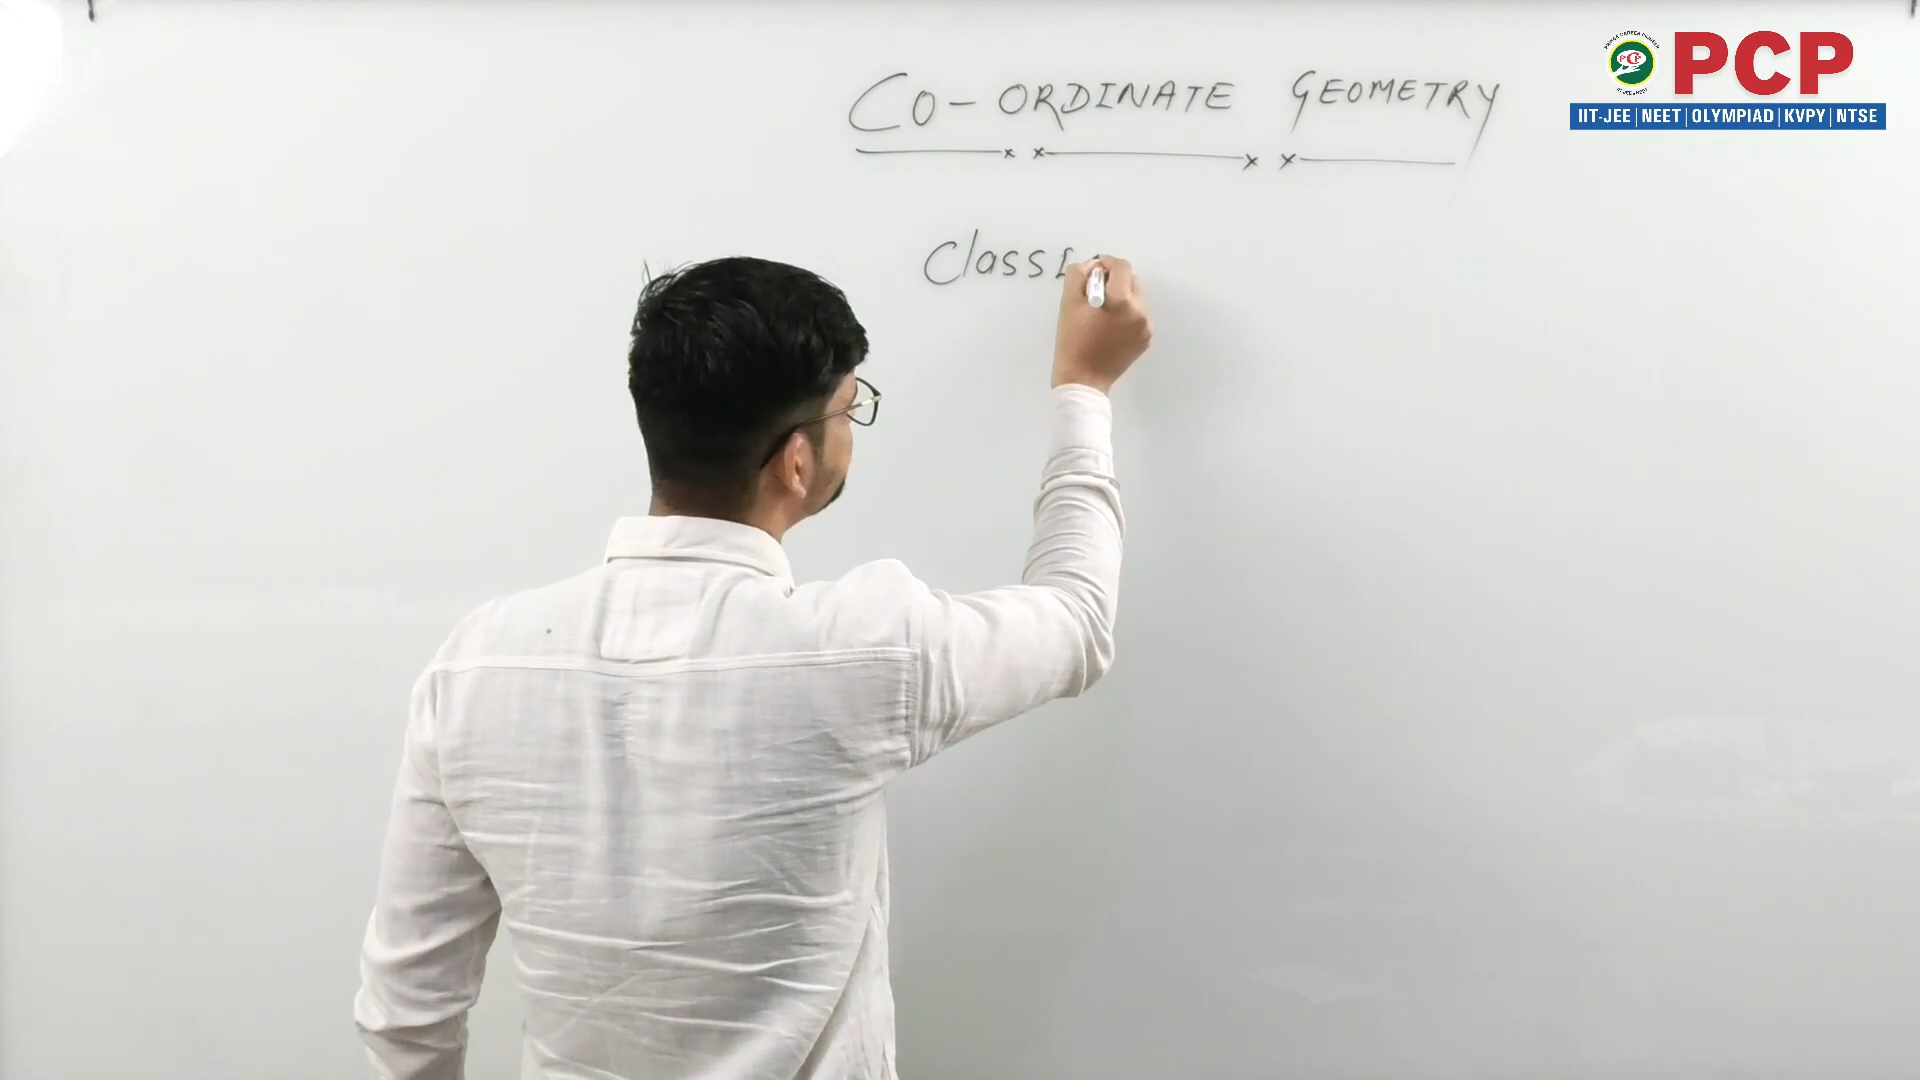 CO-ORDINATE GEOMETRY
Class
PCP
IIT-JEE | NEET | OLYMPIAD | KVPY | NTSE